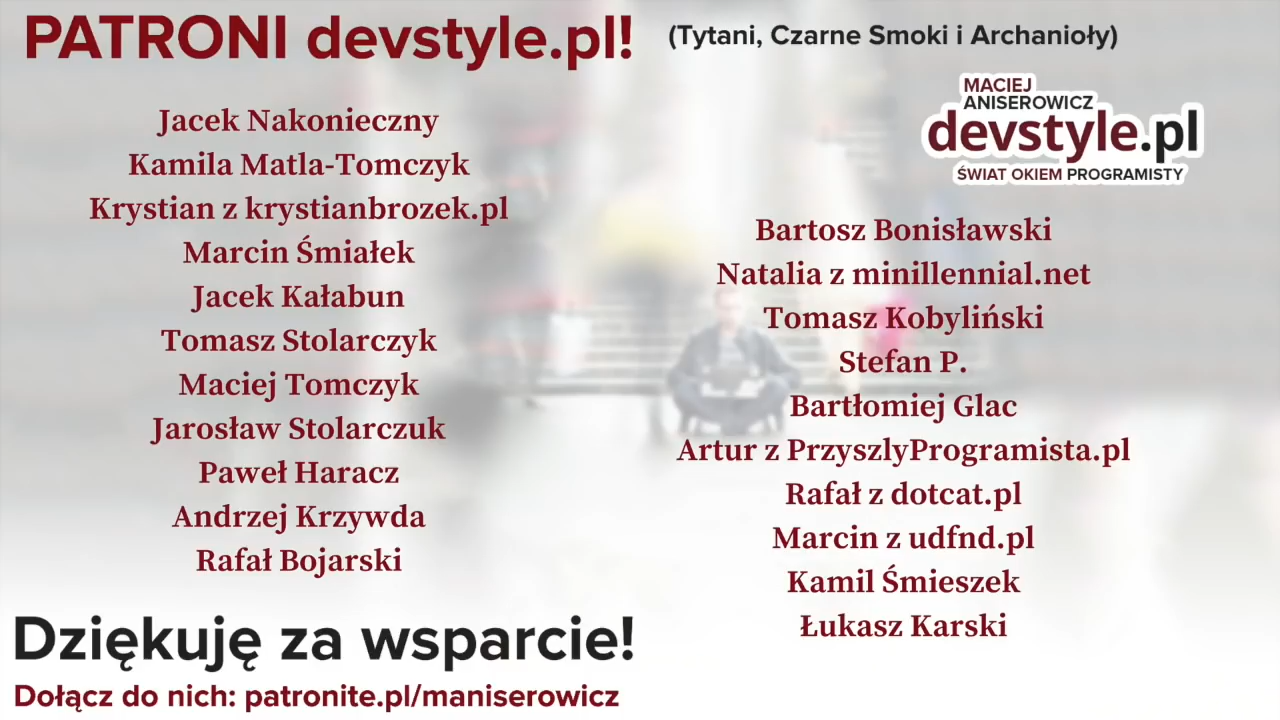 PATRONI devstyle.pl!
(Tytani, Czarne Smoki i Archanioły)
MACIEJ
ANISEROWICZ
devstyle.pl
ŚWIAT OKIEM PROGRAMISTY
Jacek Nakonieczny
Kamila Matla-Tomczyk
Krystian z krystianbrozek.pl
Marcin Śmiałek
Jacek Kałabun
Tomasz Stolarczyk
Maciej Tomczyk
Jarosław Stolarczuk
Paweł Haracz
Andrzej Krzywda
Rafał Bojarski
Bartosz Bonisławski
Natalia z minillennial.net
Tomasz Kobyliński
Stefan P.
Bartłomiej Glac
Artur z PrzyszlyProgramista.pl
Rafał z dotcat.pl
Marcin z udfnd.pl
Kamil Śmieszek
Łukasz Karski
Dziękuję za wsparcie!
Dołącz do nich: patronite.pl/maniserowicz